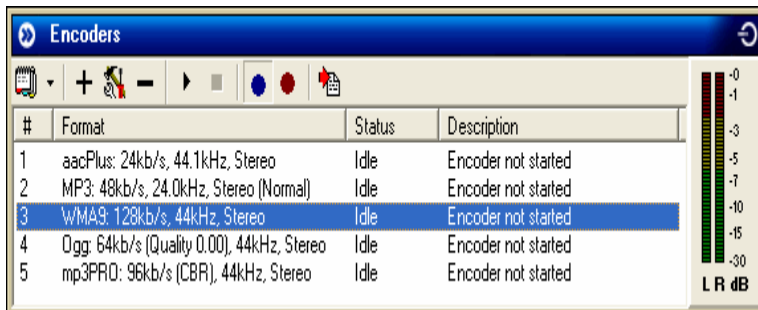 Encoders
# Format Status Description
1 aacPlus: 24kb/s, 44.1kHz, Stereo Idle Encoder not started
2 MP3: 48kb/s, 24.0kHz, Stereo (Normal) Idle Encoder not started
3 WMA9: 128kb/s, 44kHz, Stereo Idle Encoder not started
4 Ogg: 64kb/s (Quality 0.00), 44kHz, Stereo Idle Encoder not started
5 mp3PRO: 96kb/s (CBR), 44kHz, Stereo Idle Encoder not started
-0
-1
-3
-5
-7
-10
-15
-30
L R dB